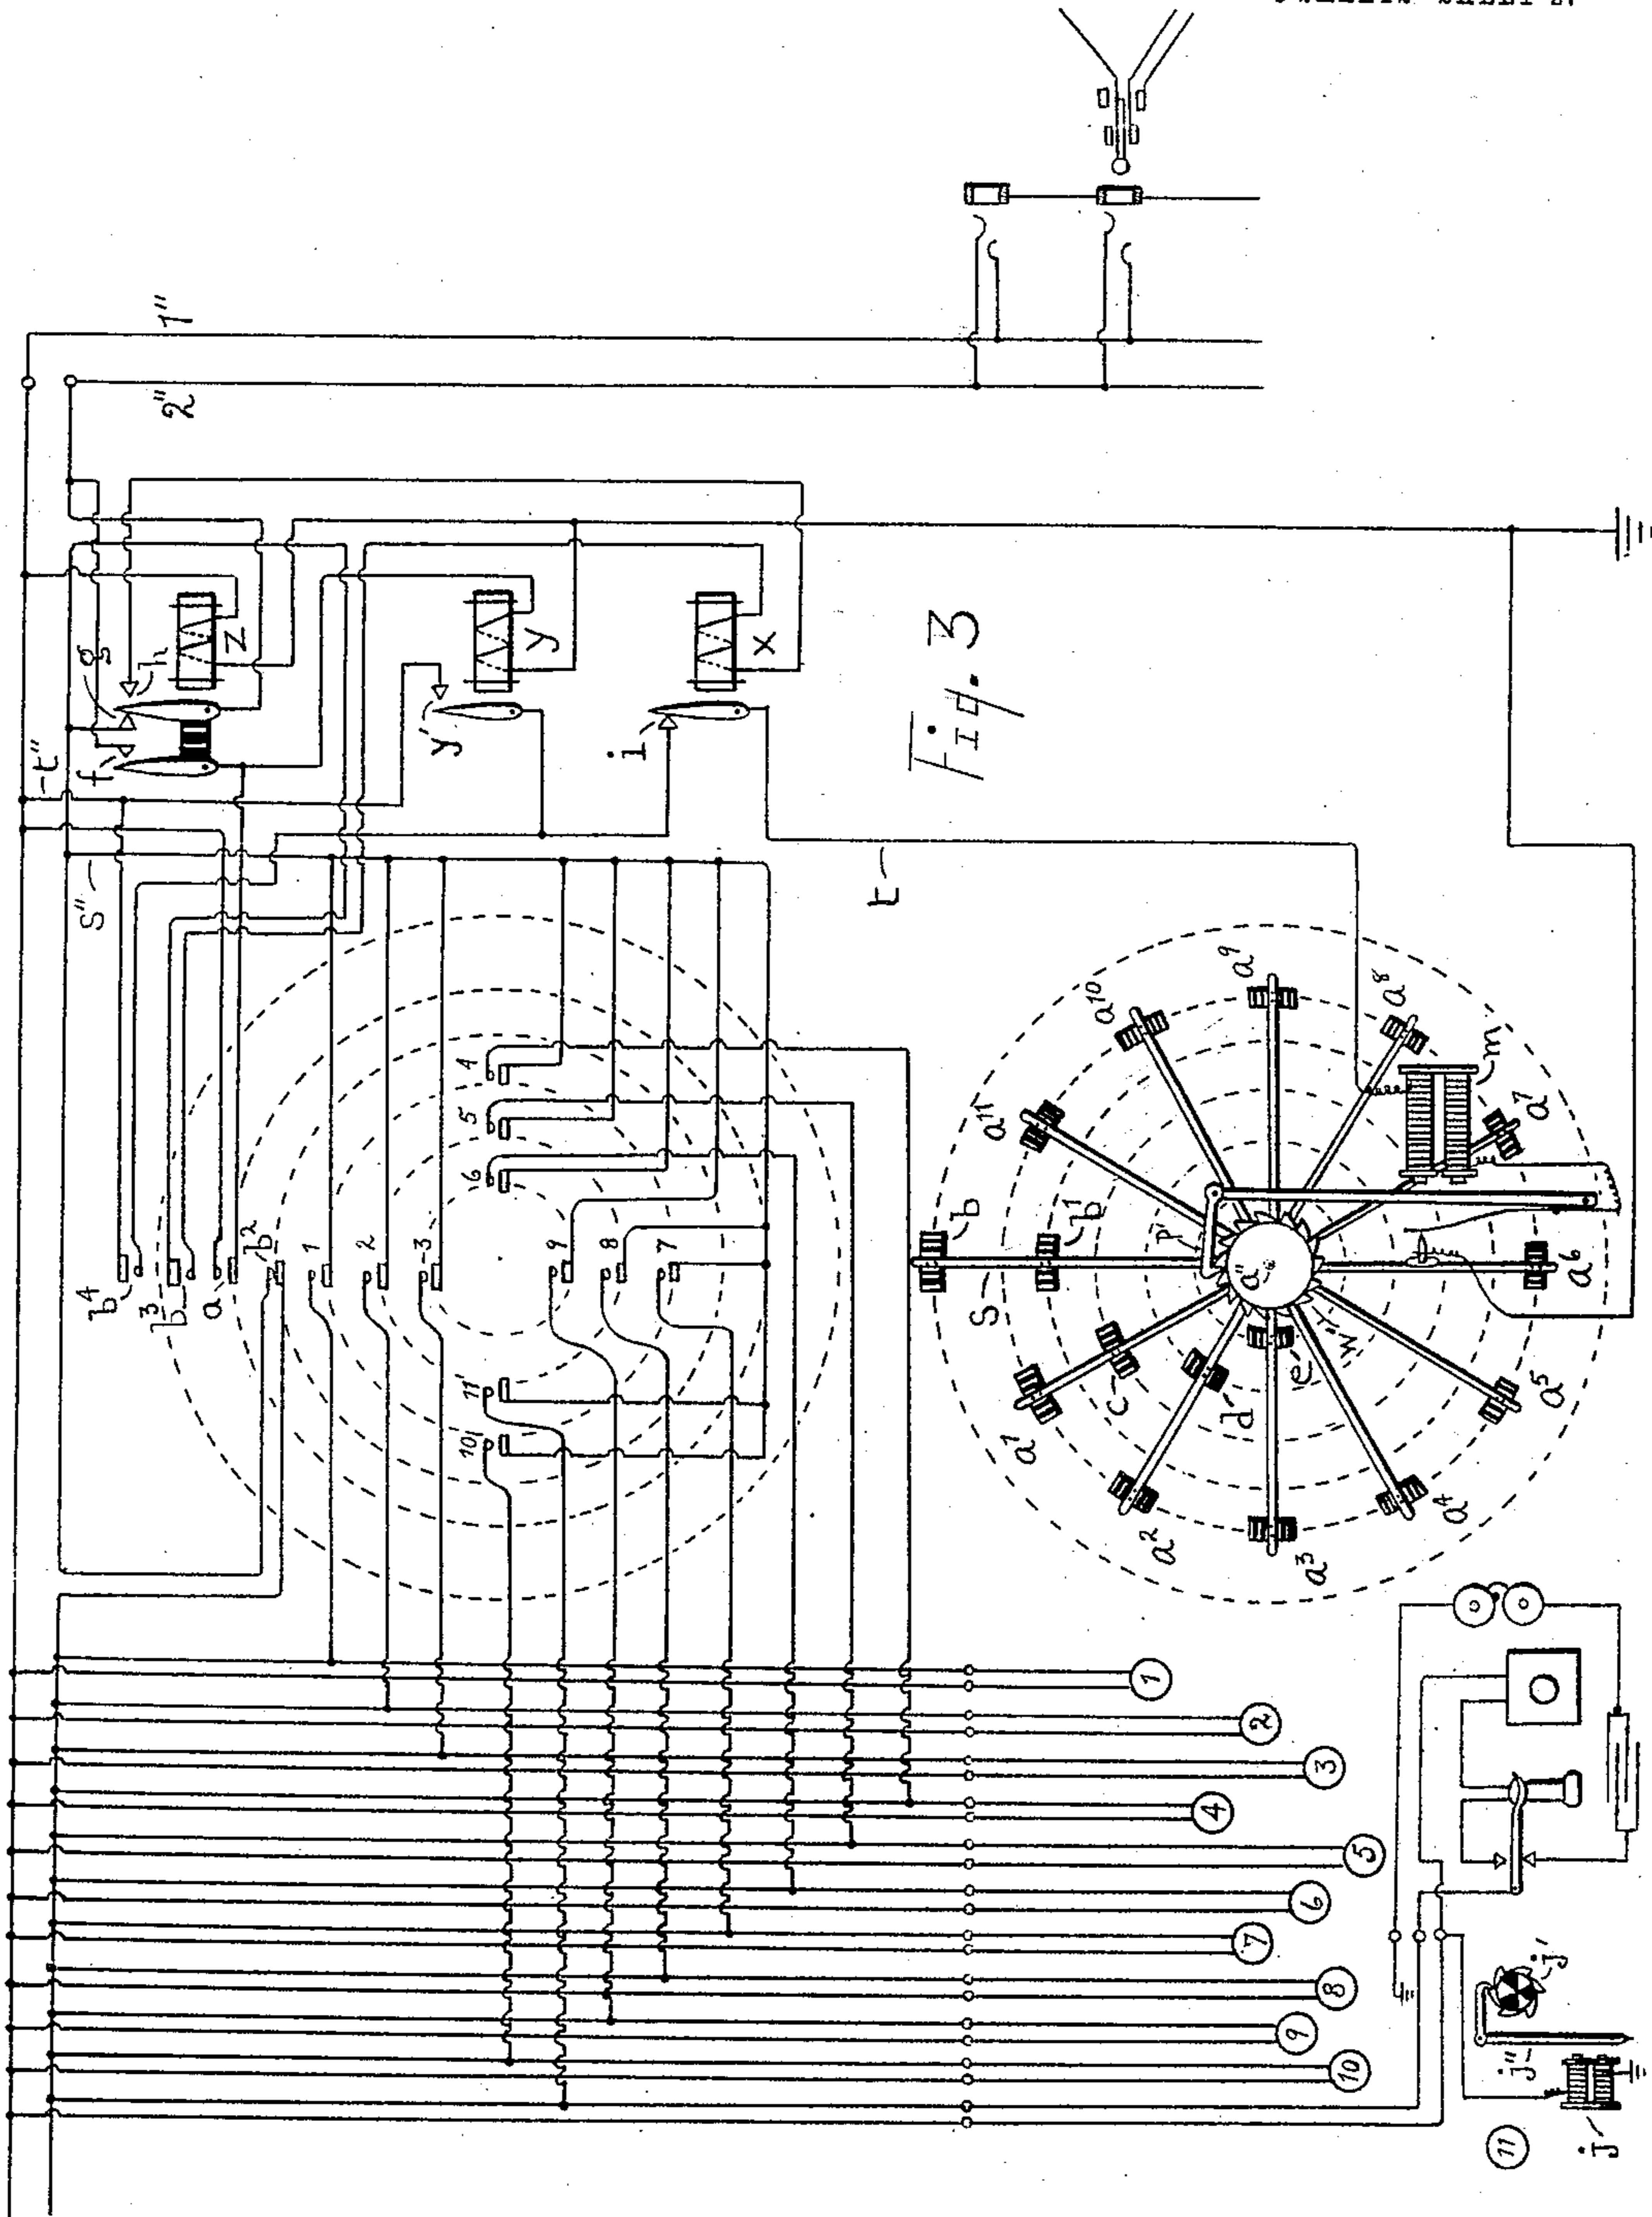 1"
2"
g
h
z
t"
f
y
y'
x
i
Fig. 3
s"
t
b⁴
b³
a
b²
1
2
3
4
5
6
9
8
7
11
10
a⁹
a¹⁰
a⁸
a¹¹
m
a⁷
b
b¹
p'
S
a"
a⁶
c
w
e
a¹
d
a⁵
a²
a⁴
a³
1
2
3
4
5
6
7
8
9
10
j'
j"
11
j